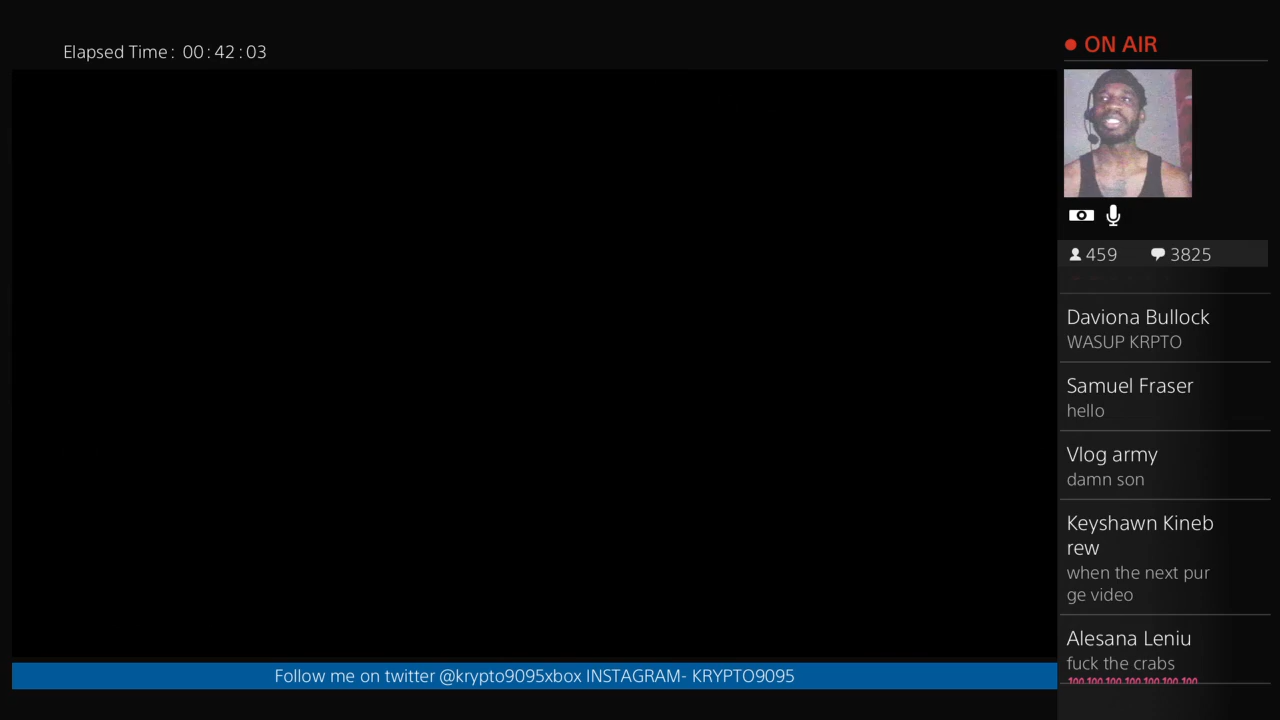 Elapsed Time: 00:42:03
ON AIR
459 3825
Daviona Bullock
WASUP KRPTO
Samuel Fraser
hello
Vlog army
damn son
Keyshawn Kineb
rew
when the next pur
ge video
Alesana Leniu
fuck the crabs
💯💯💯💯💯💯💯
Follow me on twitter @krypto9095xbox INSTAGRAM- KRYPTO9095